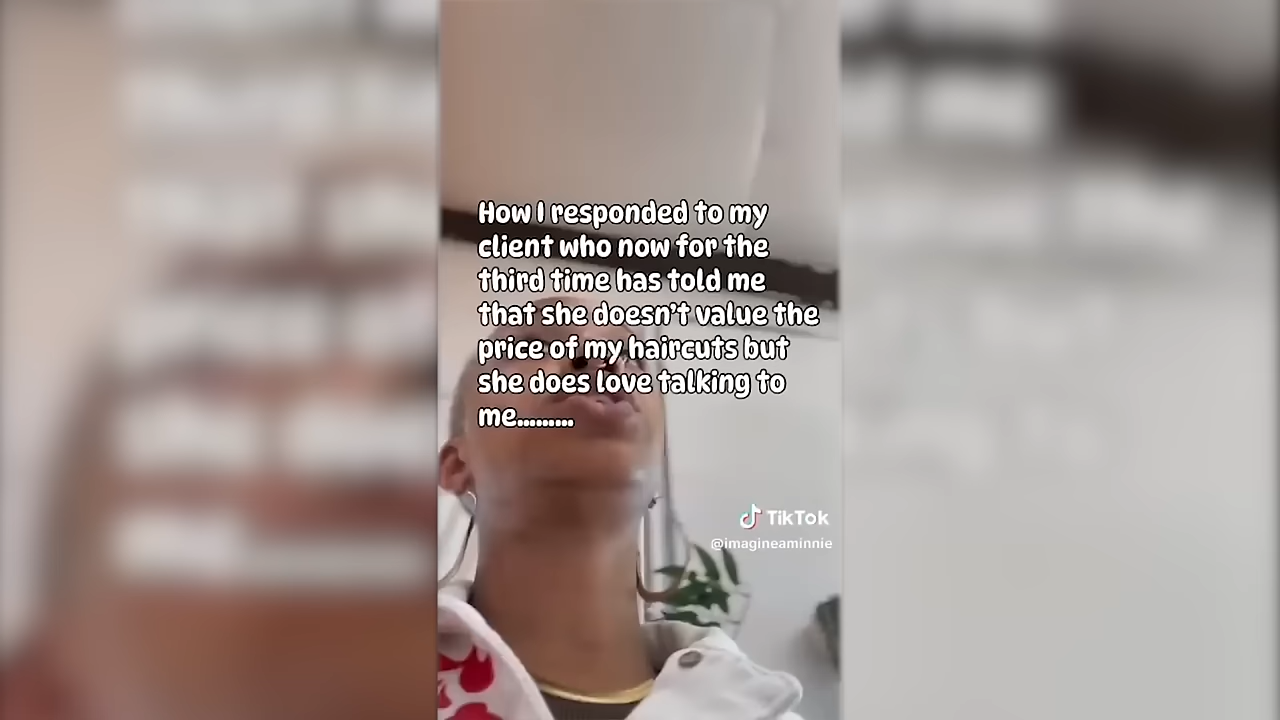 How I responded to my
client who now for the
third time has told me
that she doesn't value the
price of my haircuts but
she does love talking to
me.........
TikTok
@imagineaminnie